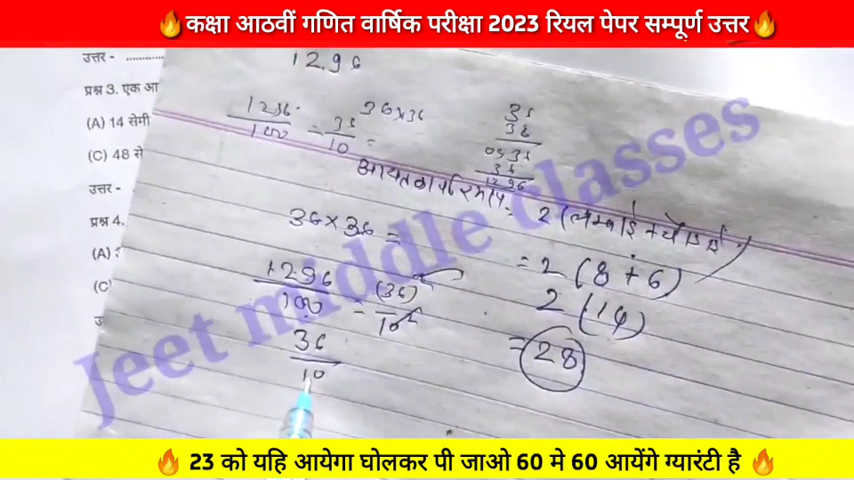 🔥कक्षा आठवीं गणित वार्षिक परीक्षा 2023 रियल पेपर सम्पूर्ण उत्तर🔥
उत्तर - ..............
12.96
प्रश्न 3. एक आ
(A) 14 सेमी
(C) 48 से
उत्तर -
प्रश्न 4.
(A)
(C)
1296
100
= 36
10
=
36×36
36
36
1296
आयत का परिमाप = 2 (लम्बाई + चौड़ाई)
36×36 =
= 2 (8 + 6)
2 (14)
= 28
1296
100
= (36)²
10²
36
10
Jeet middle classes
🔥 23 को यहि आयेगा घोलकर पी जाओ 60 मे 60 आयेंगे ग्यारंटी है 🔥